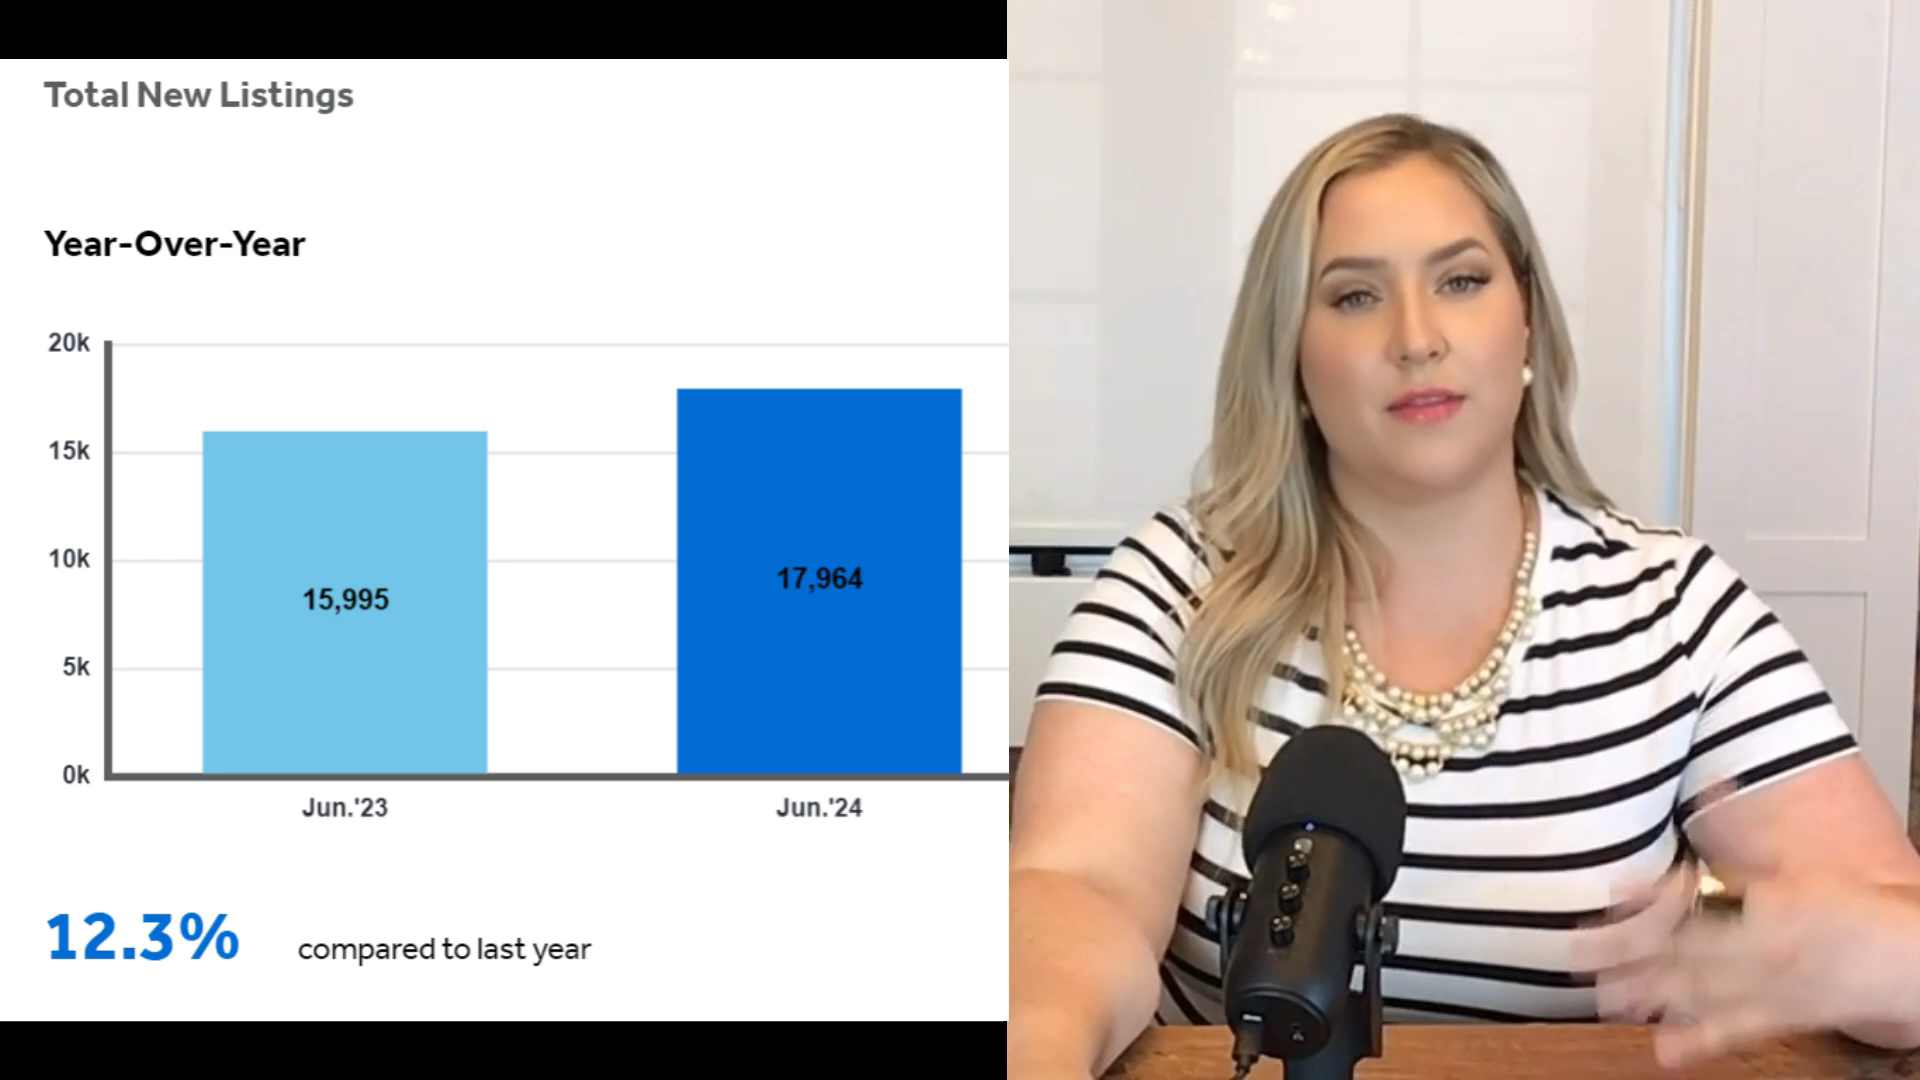 Total New Listings
Year-Over-Year
20k
15k
10k
5k
0k
15,995
17,964
Jun.'23
Jun.'24
12.3% compared to last year